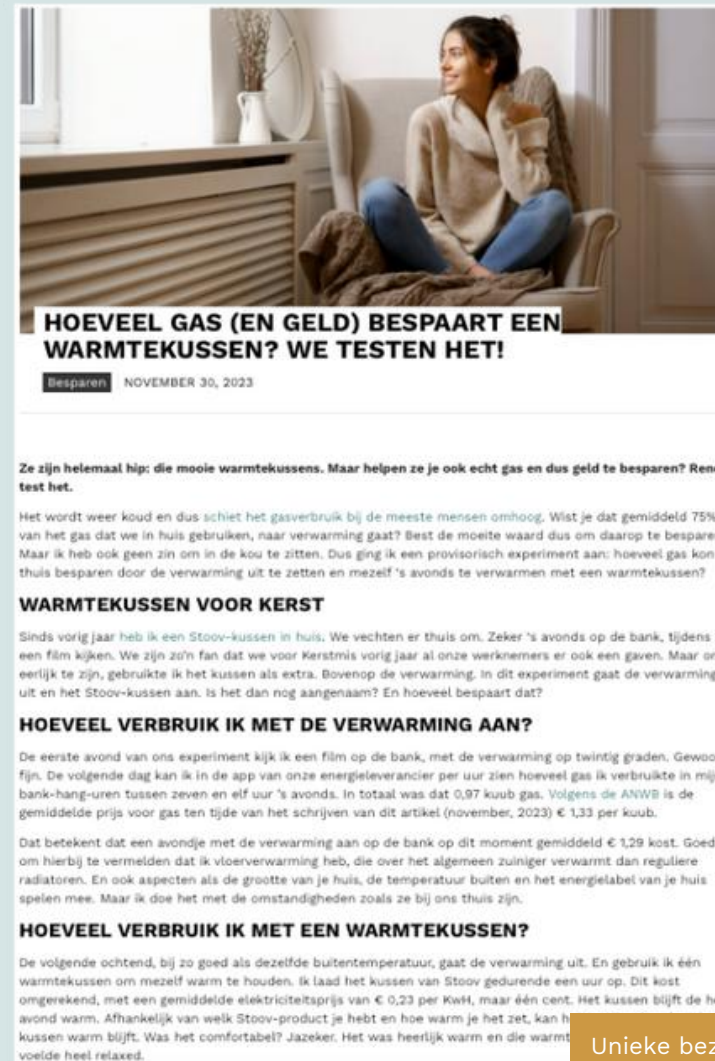 HOEVEEL GAS (EN GELD) BESPAART EEN
WARMTEKUSSEN? WE TESTEN HET!
Besparen NOVEMBER 30, 2023
Ze zijn helemaal hip: die mooie warmtekussens. Maar helpen ze je ook echt gas en dus geld te besparen?
test het.
Het wordt weer koud en dus schiet het gasverbruik bij de meeste mensen omhoog. Wist je dat gemiddeld 75%
van het gas dat we in huis gebruiken, naar verwarming gaat? Best de moeite waard dus om daarop te
Maar ik heb ook geen zin om in de kou te zitten. Dus ging ik een provisorisch experiment aan: hoeveel gas kon
thuis besparen door de verwarming uit te zetten en mezelf 's avonds te verwarmen met een warmtekussen?
WARMTEKUSSEN VOOR KERST
Sinds vorig jaar heb ik een Stoov-kussen in huis. We vechten er thuis om. Zeker 's avonds op de bank, tijdens
een film kijken. We zijn zo'n fan dat we voor Kerstmis vorig jaar al onze werknemers er ook een gaven. Maar
eerlijk te zijn, gebruikte ik het kussen als extra. Bovenop de verwarming. In dit experiment gaat de verwarming
uit en het Stoov-kussen aan. Is het dan nog aangenaam? En hoeveel bespaart dat?
HOEVEEL VERBRUIK IK MET DE VERWARMING AAN?
De eerste avond van ons experiment kijk ik een film op de bank, met de verwarming op twintig graden.
fijn. De volgende dag kan ik in de app van onze energieleverancier per uur zien hoeveel gas ik verbruikte in
bank-hang-uren tussen zeven en elf uur 's avonds. In totaal was dat 0,97 kuub gas. Volgens de ANWB is de
gemiddelde prijs voor gas ten tijde van het schrijven van dit artikel (november, 2023) € 1,33 per kuub.
Dat betekent dat een avondje met de verwarming aan op de bank op dit moment gemiddeld € 1,29 kost. Goed
om hierbij te vermelden dat ik vloerverwarming heb, die over het algemeen zuiniger verwarmt dan reguliere
radiatoren. En ook aspecten als de grootte van je huis, de temperatuur buiten en het energielabel van je huis
spelen mee. Maar ik doe het met de omstandigheden zoals ze bij ons thuis zijn.
HOEVEEL VERBRUIK IK MET EEN WARMTEKUSSEN?
De volgende ochtend, bij zo goed als dezelfde buitentemperatuur, gaat de verwarming uit. En gebruik ik één
warmtekussen om mezelf warm te houden. Ik laad het kussen van Stoov gedurende een uur op. Dit kost
omgerekend, met een gemiddelde elektriciteitsprijs van € 0,23 per KwH, maar één cent. Het kussen blijft de
avond warm. Afhankelijk van welk Stoov-product je hebt en hoe warm je het zet, kan
kussen warm blijft. Was het comfortabel? Jazeker. Het was heerlijk warm en die
voelde heel relaxed.
Unieke